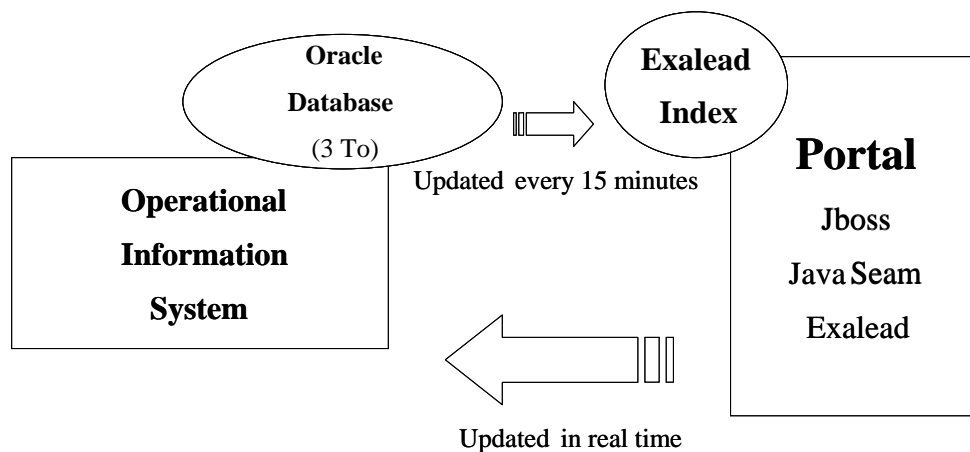 Oracle
Database
(3 To)
Exalead
Index
Updated every 15 minutes
Operational
Information
System
Portal
Jboss
Java Seam
Exalead
Updated in real time